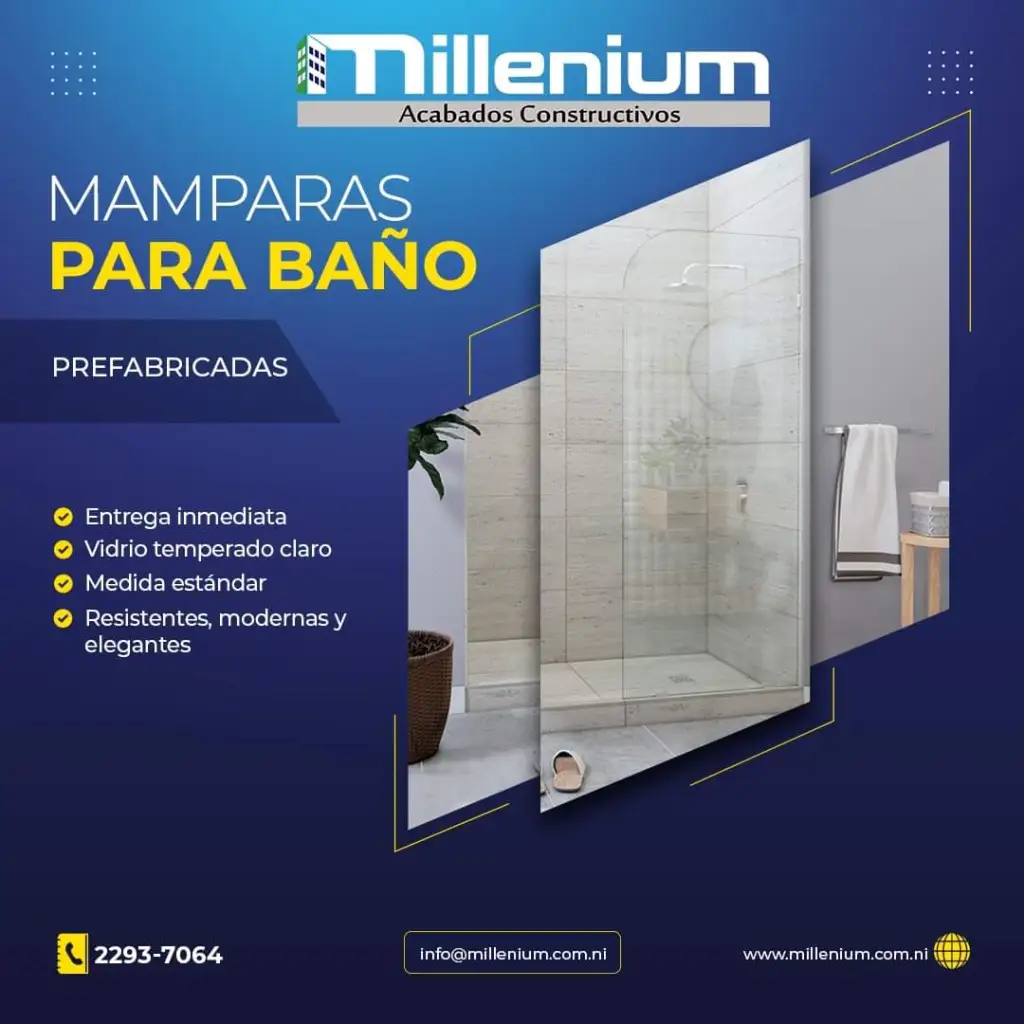 Millenium
Acabados Constructivos
MAMPARAS
PARA BAÑO
PREFABRICADAS
Entrega inmediata
Vidrio temperado claro
Medida estándar
Resistentes, modernas y
elegantes
2293-7064
info@millenium.com.ni
www.millenium.com.ni